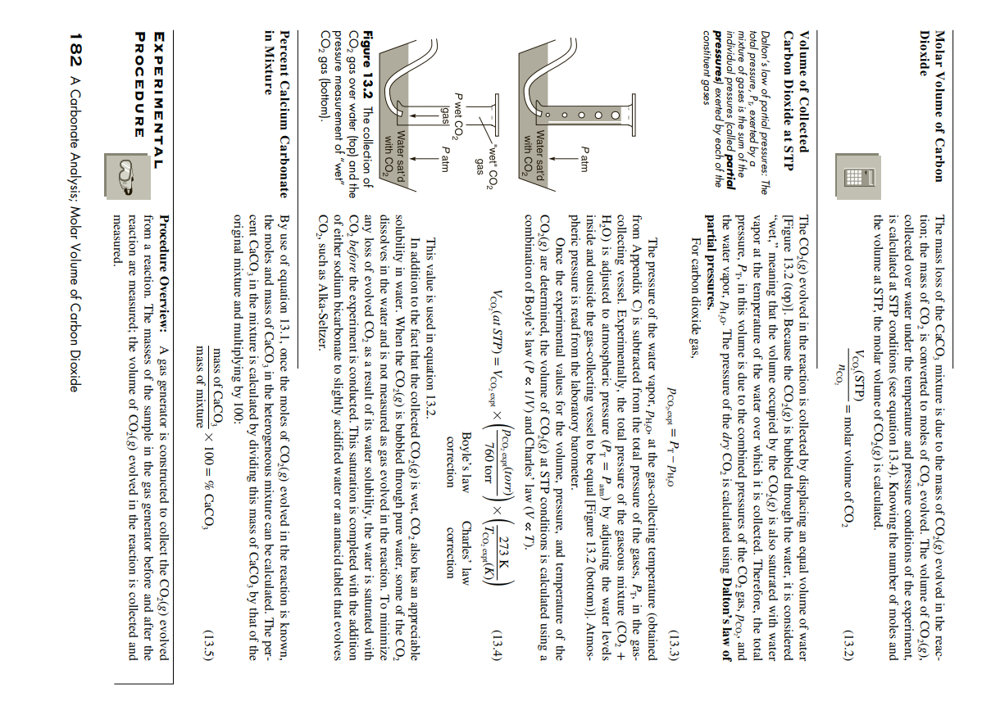 Molar Volume of Carbon
Dioxide
The mass loss of the CaCO₃ mixture is due to the mass of CO₂(g) evolved in the reac-
tion; the mass of CO₂ is converted to moles of CO₂ evolved. The volume of CO₂(g),
collected over water under the temperature and pressure conditions of the experiment,
is calculated at STP conditions (see equation 13.4). Knowing the number of moles and
the volume at STP, the molar volume of CO₂(g) is calculated.
V_CO₂(STP) / n_CO₂ = molar volume of CO₂ (13.2)
Volume of Collected
Carbon Dioxide at STP
Dalton's law of partial pressures: The
total pressure, P_T, exerted by a
mixture of gases is the sum of the
individual pressures (called partial
pressures) exerted by each of the
constituent gases
The CO₂(g) evolved in the reaction is collected by displacing an equal volume of water
[Figure 13.2 (top)]. Because the CO₂(g) is bubbled through the water, it is considered
“wet,” meaning that the volume occupied by the CO₂(g) is also saturated with water
vapor at the temperature of the water over which it is collected. Therefore, the total
pressure, P_T, in this volume is due to the combined pressures of the CO₂ gas, p_CO₂, and
the water vapor, p_H₂O. The pressure of the dry CO₂ is calculated using Dalton's law of
partial pressures.
For carbon dioxide gas,
p_CO₂,expt = P_T − p_H₂O (13.3)
The pressure of the water vapor, p_H₂O, at the gas-collecting temperature (obtained
from Appendix C) is subtracted from the total pressure of the gases, P_T, in the gas-
collecting vessel. Experimentally, the total pressure of the gaseous mixture (CO₂ +
H₂O) is adjusted to atmospheric pressure (P_T = P_atm) by adjusting the water levels
inside and outside the gas-collecting vessel to be equal [Figure 13.2 (bottom)]. Atmos-
pheric pressure is read from the laboratory barometer.
Once the experimental values for the volume, pressure, and temperature of the
CO₂(g) are determined, the volume of CO₂(g) at STP conditions is calculated using a
combination of Boyle's law (P ∝ 1/V) and Charles' law (V ∝ T).
V_CO₂(at STP) = V_CO₂ expt × (p_CO₂ expt(torr) / 760 torr) × (273 K / T_CO₂ expt(K)) (13.4)
Boyle's law Charles' law
correction correction
P atm
Water sat'd
with CO₂
P wet CO₂
gas
"wet" CO₂
gas
P atm
Water sat'd
with CO₂
Figure 13.2 The collection of
CO₂ gas over water (top) and the
pressure measurement of “wet”
CO₂ gas (bottom).
This value is used in equation 13.2.
In addition to the fact that the collected CO₂(g) is wet, CO₂ also has an appreciable
solubility in water. When the CO₂(g) is bubbled through pure water, some of the CO₂
dissolves in the water and is not measured as gas evolved in the reaction. To minimize
any loss of evolved CO₂ as a result of its water solubility, the water is saturated with
CO₂ before the experiment is conducted. This saturation is completed with the addition
of either sodium bicarbonate to slightly acidified water or an antacid tablet that evolves
CO₂, such as Alka-Seltzer.
Percent Calcium Carbonate
in Mixture
By use of equation 13.1, once the moles of CO₂(g) evolved in the reaction is known,
the moles and mass of CaCO₃ in the heterogeneous mixture can be calculated. The per-
cent CaCO₃ in the mixture is calculated by dividing this mass of CaCO₃ by that of the
original mixture and multiplying by 100:
mass of CaCO₃ / mass of mixture × 100 = % CaCO₃ (13.5)
EXPERIMENTAL
PROCEDURE
Procedure Overview: A gas generator is constructed to collect the CO₂(g) evolved
from a reaction. The masses of the sample in the gas generator before and after the
reaction are measured; the volume of CO₂(g) evolved in the reaction is collected and
measured.
182 A Carbonate Analysis; Molar Volume of Carbon Dioxide